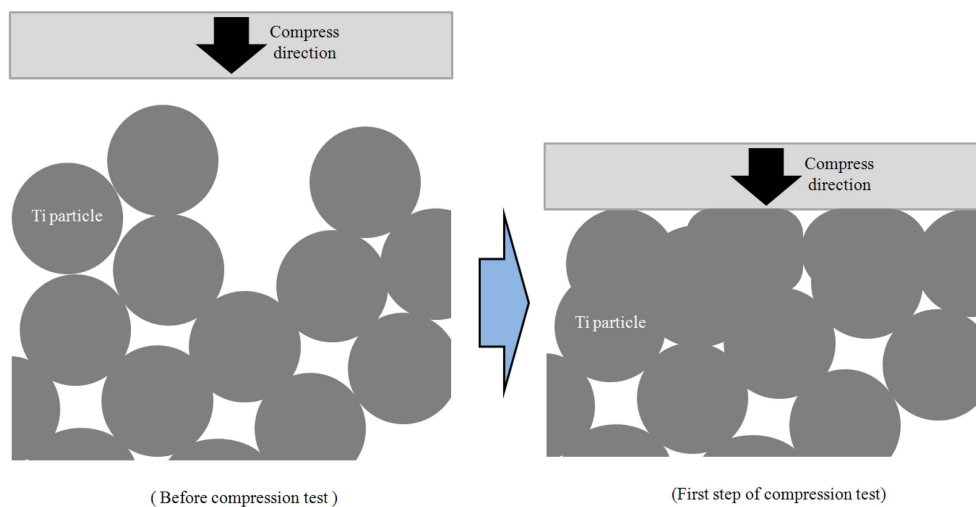 Compress
direction
Ti particle
( Before compression test )
Compress
direction
Ti particle
(First step of compression test)